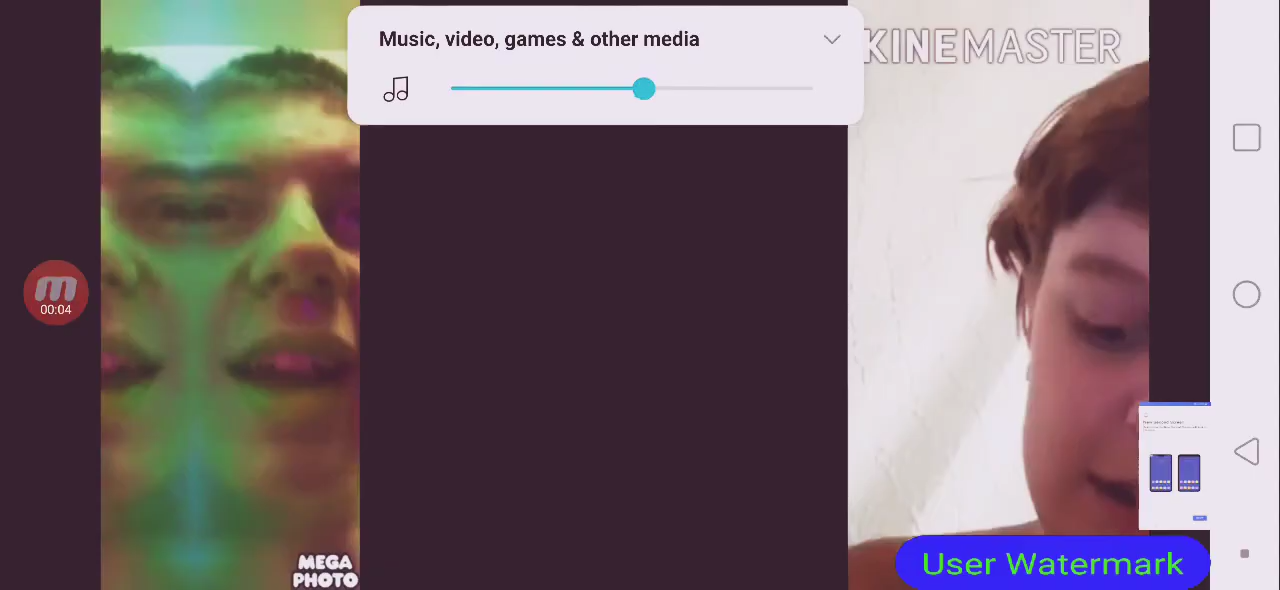 Music, video, games & other media
KINEMASTER
00:04
MEGA
PHOTO
User Watermark